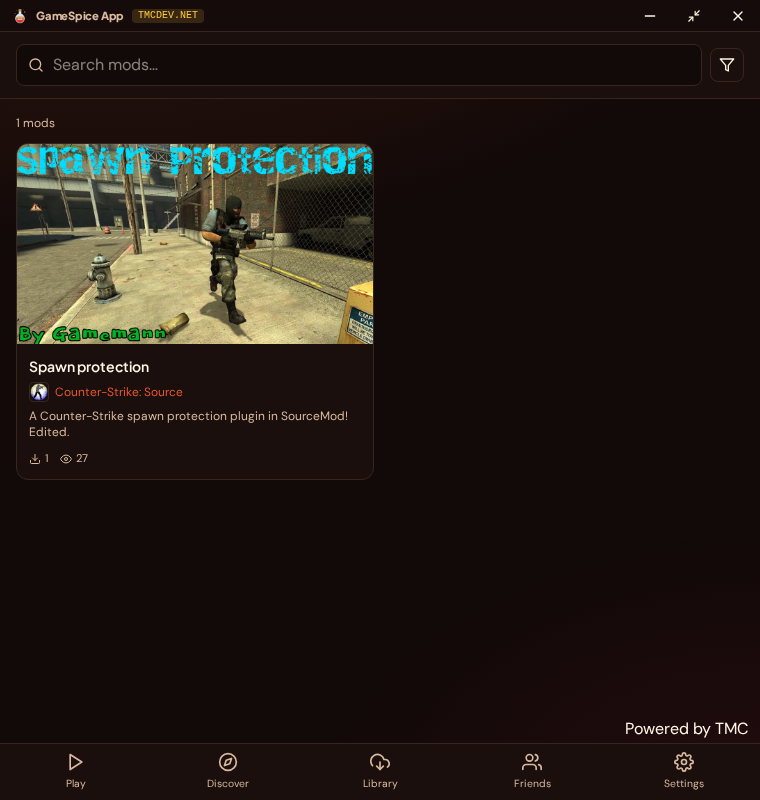 GameSpice App TMCDEV.NET
Search mods...
1 mods
spawn protection
By Gamemann
Spawn protection
Counter-Strike: Source
A Counter-Strike spawn protection plugin in SourceMod!
Edited.
1 27
Powered by TMC
Play Discover Library Friends Settings